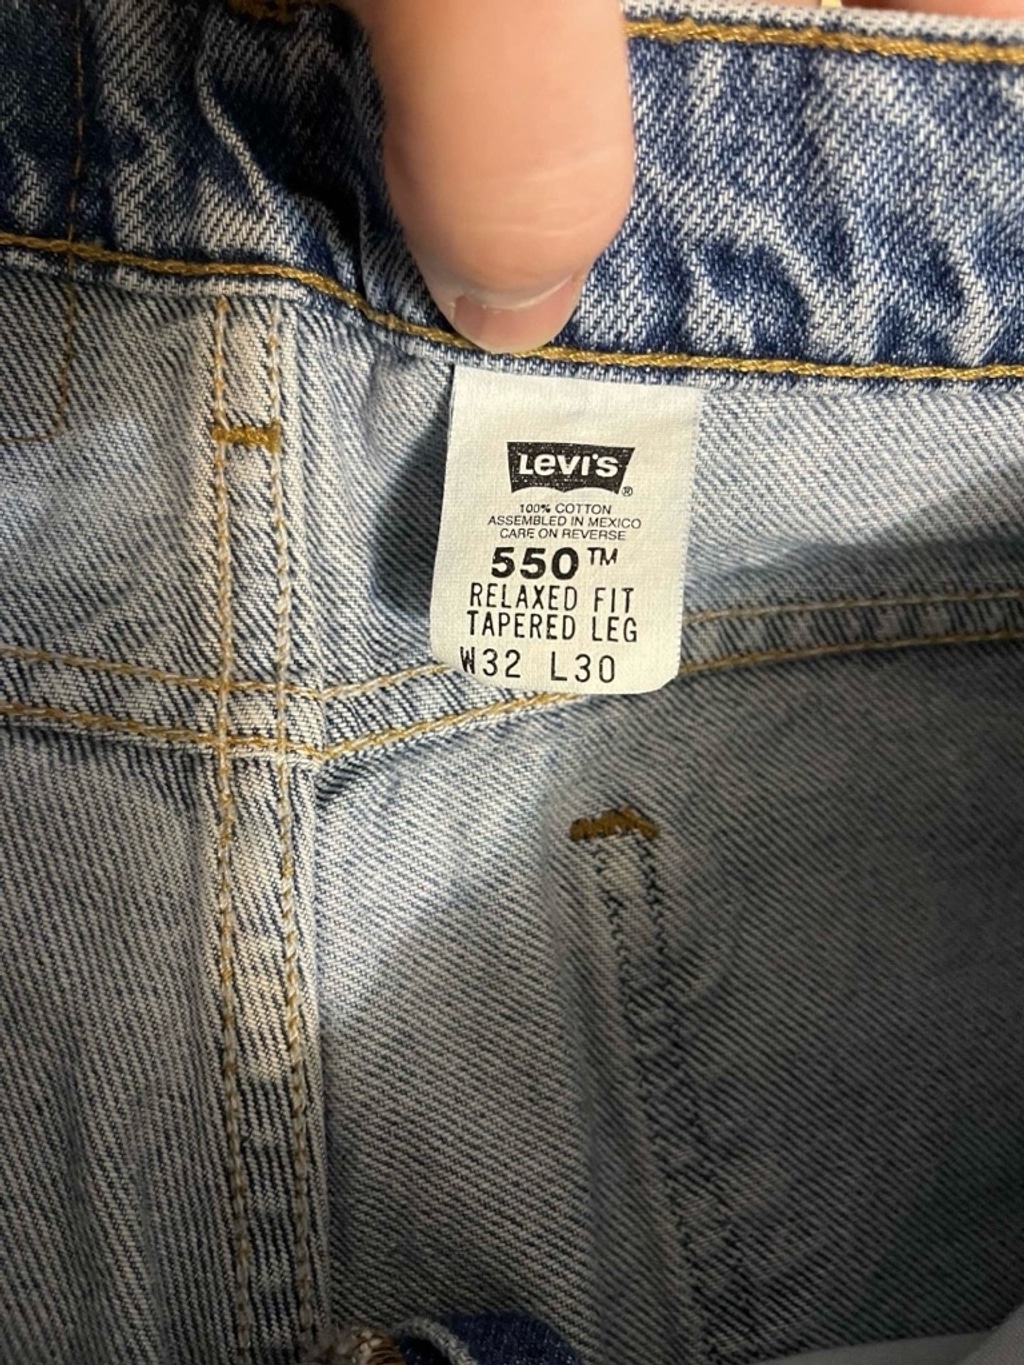 LEVI'S ®
100% COTTON
ASSEMBLED IN MEXICO
CARE ON REVERSE
550™
RELAXED FIT
TAPERED LEG
W32 L30